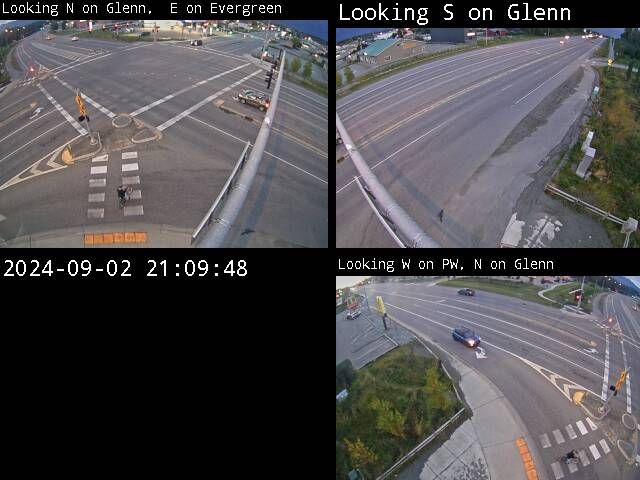 Looking N on Glenn,  E on Evergreen
Looking S on Glenn
2024-09-02 21:09:48
Looking W on PW, N on Glenn